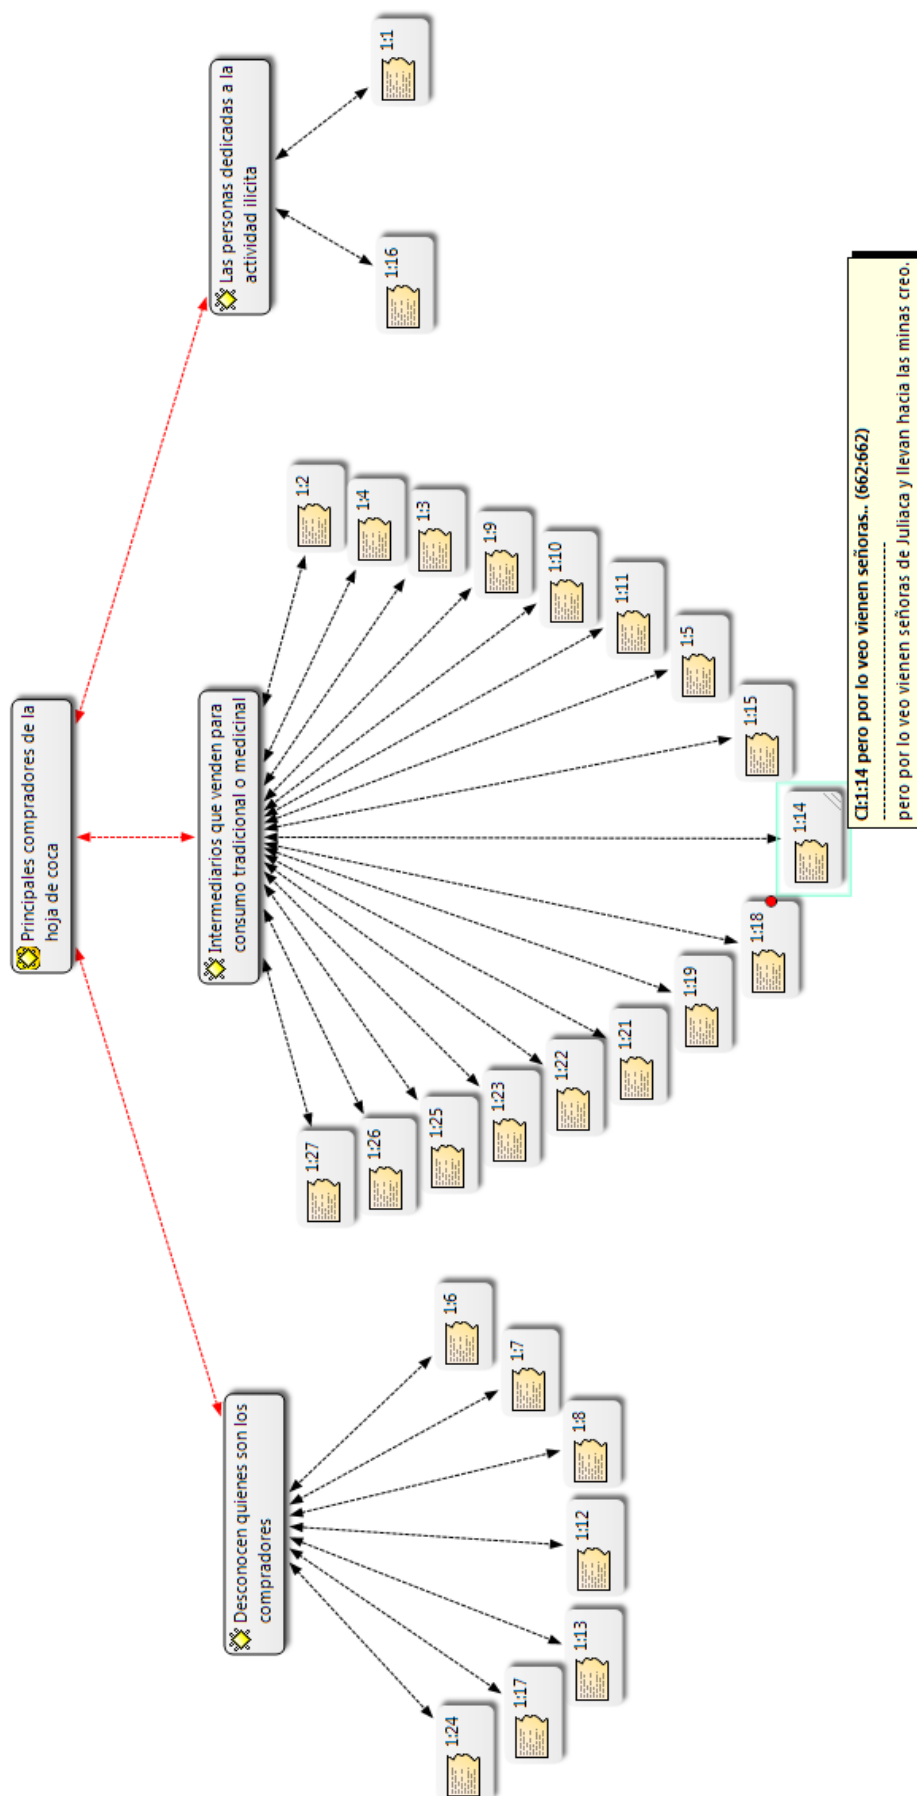 Principales compradores de la
hoja de coca
Desconocen quienes son los
compradores
Intermediarios que venden para
consumo tradicional o medicinal
Las personas dedicadas a la
actividad ilicita
1:24
1:17
1:13
1:12
1:8
1:7
1:6
1:27
1:26
1:25
1:23
1:22
1:21
1:19
1:18
1:14
1:15
1:5
1:11
1:10
1:9
1:3
1:4
1:2
1:16
1:1
CI:1:14 pero por lo veo vienen señoras.. (662:662)
------------------------------
pero por lo veo vienen señoras de Juliaca y llevan hacia las minas creo.